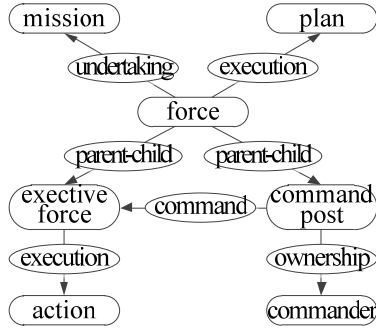 mission
plan
undertaking
execution
force
parent-child
parent-child
exective
force
command
command
post
execution
ownership
action
commander